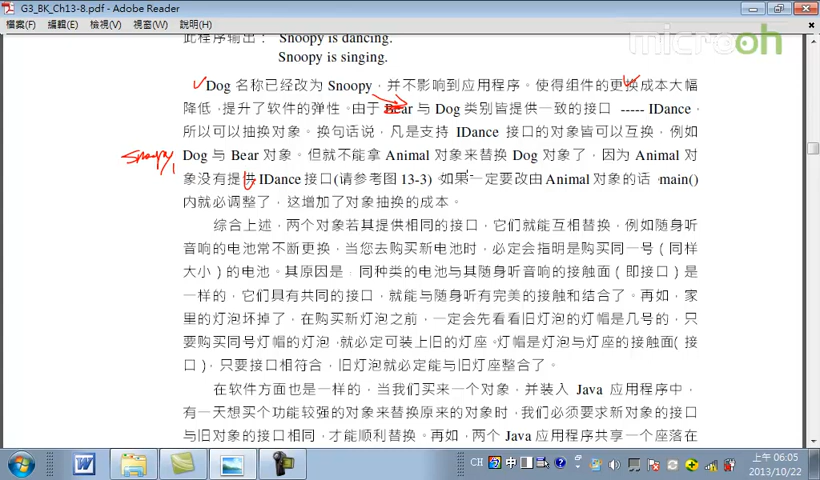 G3_BK_Ch13-8.pdf - Adobe Reader
檔案(F) 編輯(E) 檢視(V) 視窗(W) 說明(H)
microoh
此程序输出： Snoopy is dancing.
Snoopy is singing.
Dog 名称已经改为 Snoopy，并不影响到应用程序。使得组件的更换成本大幅
降低，提升了软件的弹性。由于 Bear 与 Dog 类别皆提供一致的接口 ----- IDance，
所以可以抽换对象。换句话说，凡是支持 IDance 接口的对象皆可以互换，例如
Snoopy
Dog 与 Bear 对象。但就不能拿 Animal 对象来替换 Dog 对象了，因为 Animal 对
象没有提供 IDance 接口(请参考图 13-3) 。如果一定要改由 Animal 对象的话，main()
内就必调整了，这增加了对象抽换的成本。
综合上述，两个对象若其提供相同的接口，它们就能互相替换，例如随身听
音响的电池常不断更换，当您去购买新电池时，必定会指明是购买同一号（同样
大小）的电池。其原因是﹕同种类的电池与其随身听音响的接触面（即接口）是
一样的，它们具有共同的接口，就能与随身听有完美的接触和结合了。再如，家
里的灯泡坏掉了，在购买新灯泡之前，一定会先看看旧灯泡的灯帽是几号的，只
要购买同号灯帽的灯泡，就必定可装上旧的灯座。灯帽是灯泡与灯座的接触面(接
口)，只要接口相符合，旧灯泡就必定能与旧灯座整合了。
在软件方面也是一样的，当我们买来一个对象，并装入 Java 应用程序中，
有一天想买个功能较强的对象来替换原来的对象时，我们必须要求新对象的接口
与旧对象的接口相同，才能顺利替换。再如，两个 Java 应用程序共享一个座落在
CH 中
上午 06:05
2013/10/22